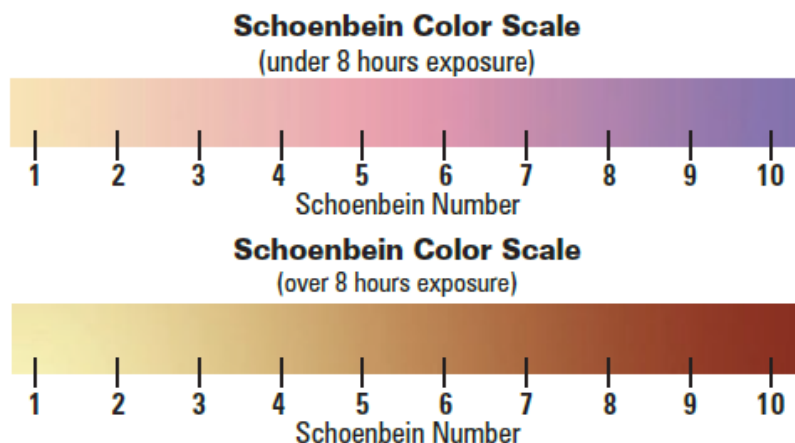 Schoenbein Color Scale
(under 8 hours exposure)
1 2 3 4 5 6 7 8 9 10
Schoenbein Number
Schoenbein Color Scale
(over 8 hours exposure)
1 2 3 4 5 6 7 8 9 10
Schoenbein Number